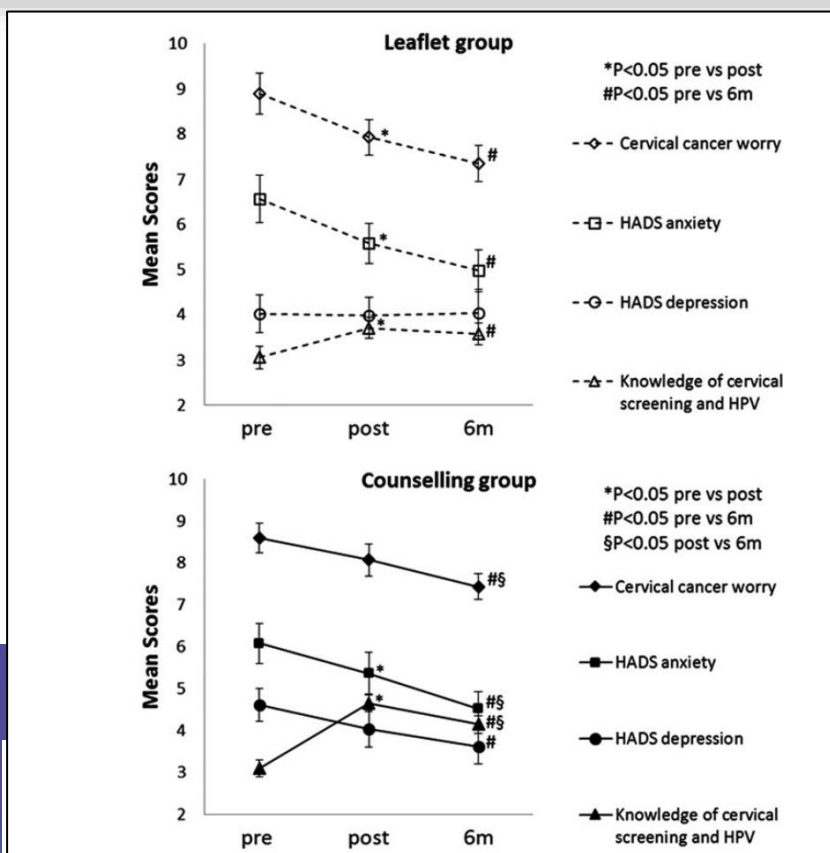 Leaflet group
*P<0.05 pre vs post
#P<0.05 pre vs 6m
Cervical cancer worry
HADS anxiety
HADS depression
Knowledge of cervical
screening and HPV
Mean Scores
10
9
8
7
6
5
4
3
2
*
#
*
#
*
#
pre post 6m
Counselling group
*P<0.05 pre vs post
#P<0.05 pre vs 6m
§P<0.05 post vs 6m
Cervical cancer worry
HADS anxiety
HADS depression
Knowledge of cervical
screening and HPV
Mean Scores
10
9
8
7
6
5
4
3
2
#§
*
#§
*
#§
#
pre post 6m